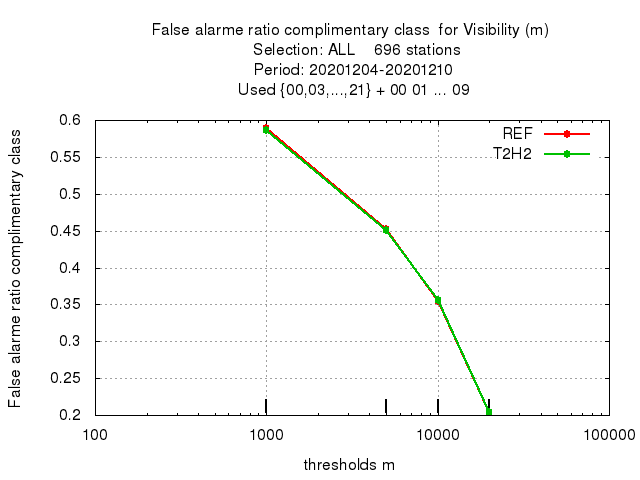 False alarme ratio complimentary class for Visibility (m)
Selection: ALL 696 stations
Period: 20201204-20201210
Used {00,03,...,21} + 00 01 ... 09
REF
T2H2
False alarme ratio complimentary class
0.6
0.55
0.5
0.45
0.4
0.35
0.3
0.25
0.2
100 1000 10000 100000
thresholds m